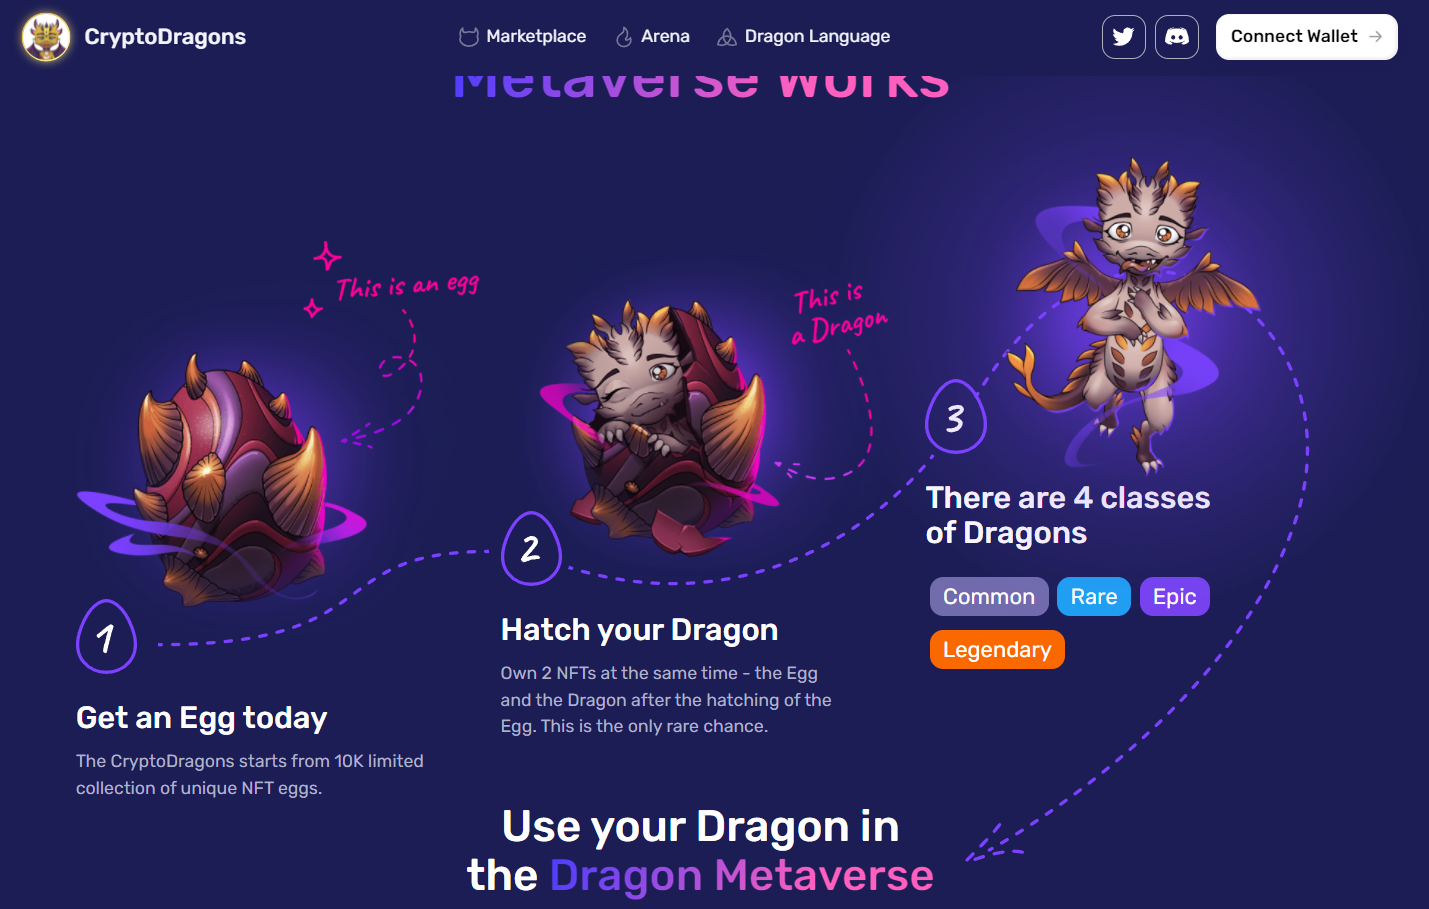 CryptoDragons
Marketplace
Arena
Dragon Language
Connect Wallet
Metaverse Works
This is an egg
This is
a Dragon
1
Get an Egg today
The CryptoDragons starts from 10K limited
collection of unique NFT eggs.
2
Hatch your Dragon
Own 2 NFTs at the same time - the Egg
and the Dragon after the hatching of the
Egg. This is the only rare chance.
3
There are 4 classes
of Dragons
Common
Rare
Epic
Legendary
Use your Dragon in
the Dragon Metaverse